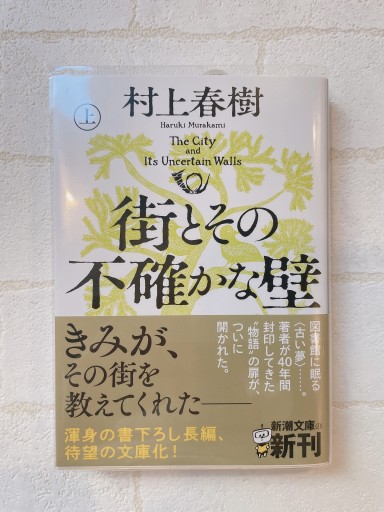 村上春樹
Haruki Murakami
上
The City
and
Its Uncertain Walls
街とその
不確かな壁
図書館に眠る
〈古い夢〉……。
著者が40年間
封印してきた
“物語”の扉が、
ついに
開かれた。
きみが、
その街を
教えてくれた──
渾身の書下ろし長編、
待望の文庫化！
新潮文庫の
新刊